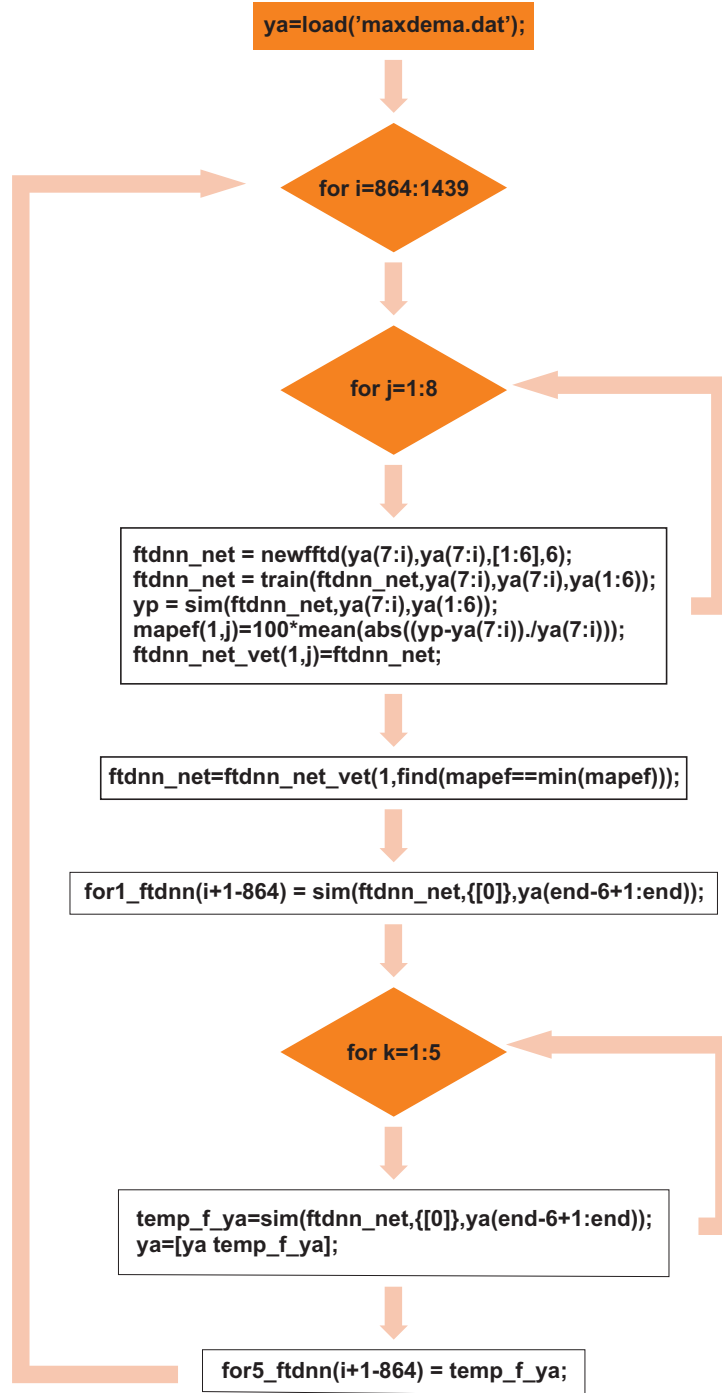 ya=load('maxdema.dat');
for i=864:1439
for j=1:8
ftdnn_net = newfftd(ya(7:i),ya(7:i),[1:6],6);
ftdnn_net = train(ftdnn_net,ya(7:i),ya(7:i),ya(1:6));
yp = sim(ftdnn_net,ya(7:i),ya(1:6));
mapef(1,j)=100*mean(abs((yp-ya(7:i))./ya(7:i)));
ftdnn_net_vet(1,j)=ftdnn_net;
ftdnn_net=ftdnn_net_vet(1,find(mapef==min(mapef)));
for1_ftdnn(i+1-864) = sim(ftdnn_net,{[0]},ya(end-6+1:end));
for k=1:5
temp_f_ya=sim(ftdnn_net,{[0]},ya(end-6+1:end));
ya=[ya temp_f_ya];
for5_ftdnn(i+1-864) = temp_f_ya;